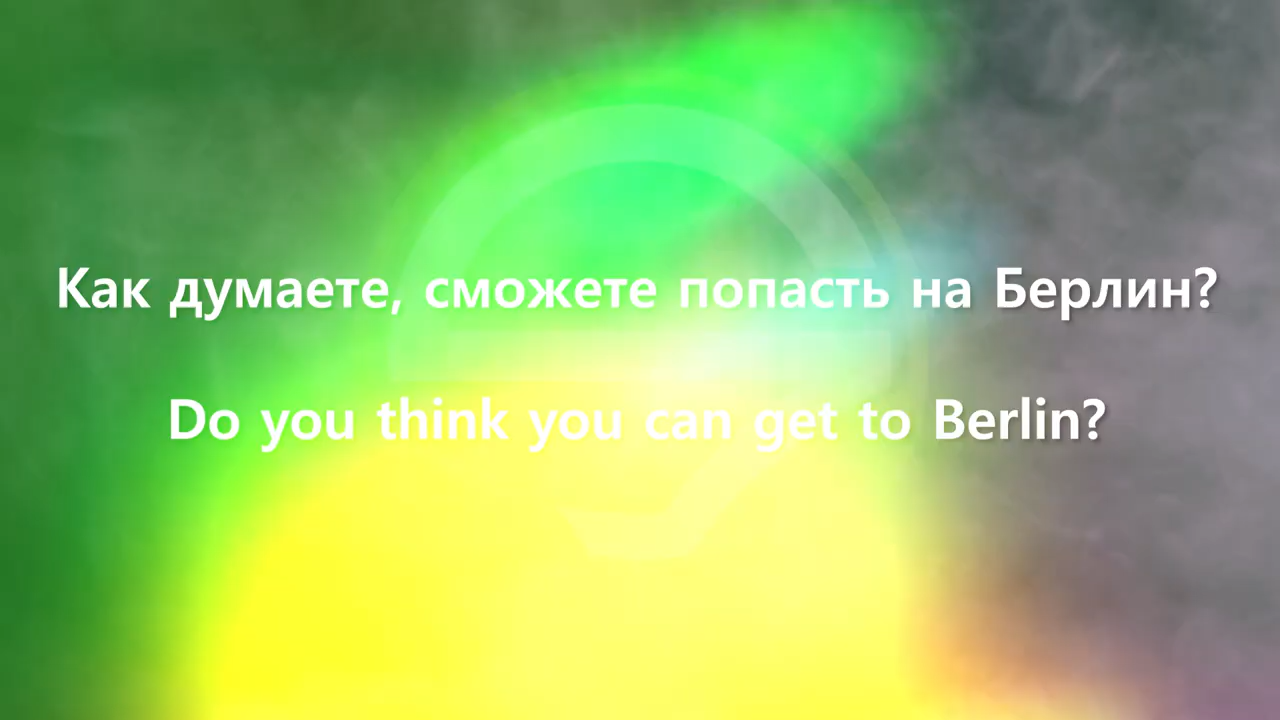 Как думаете, сможете попасть на Берлин?
Do you think you can get to Berlin?